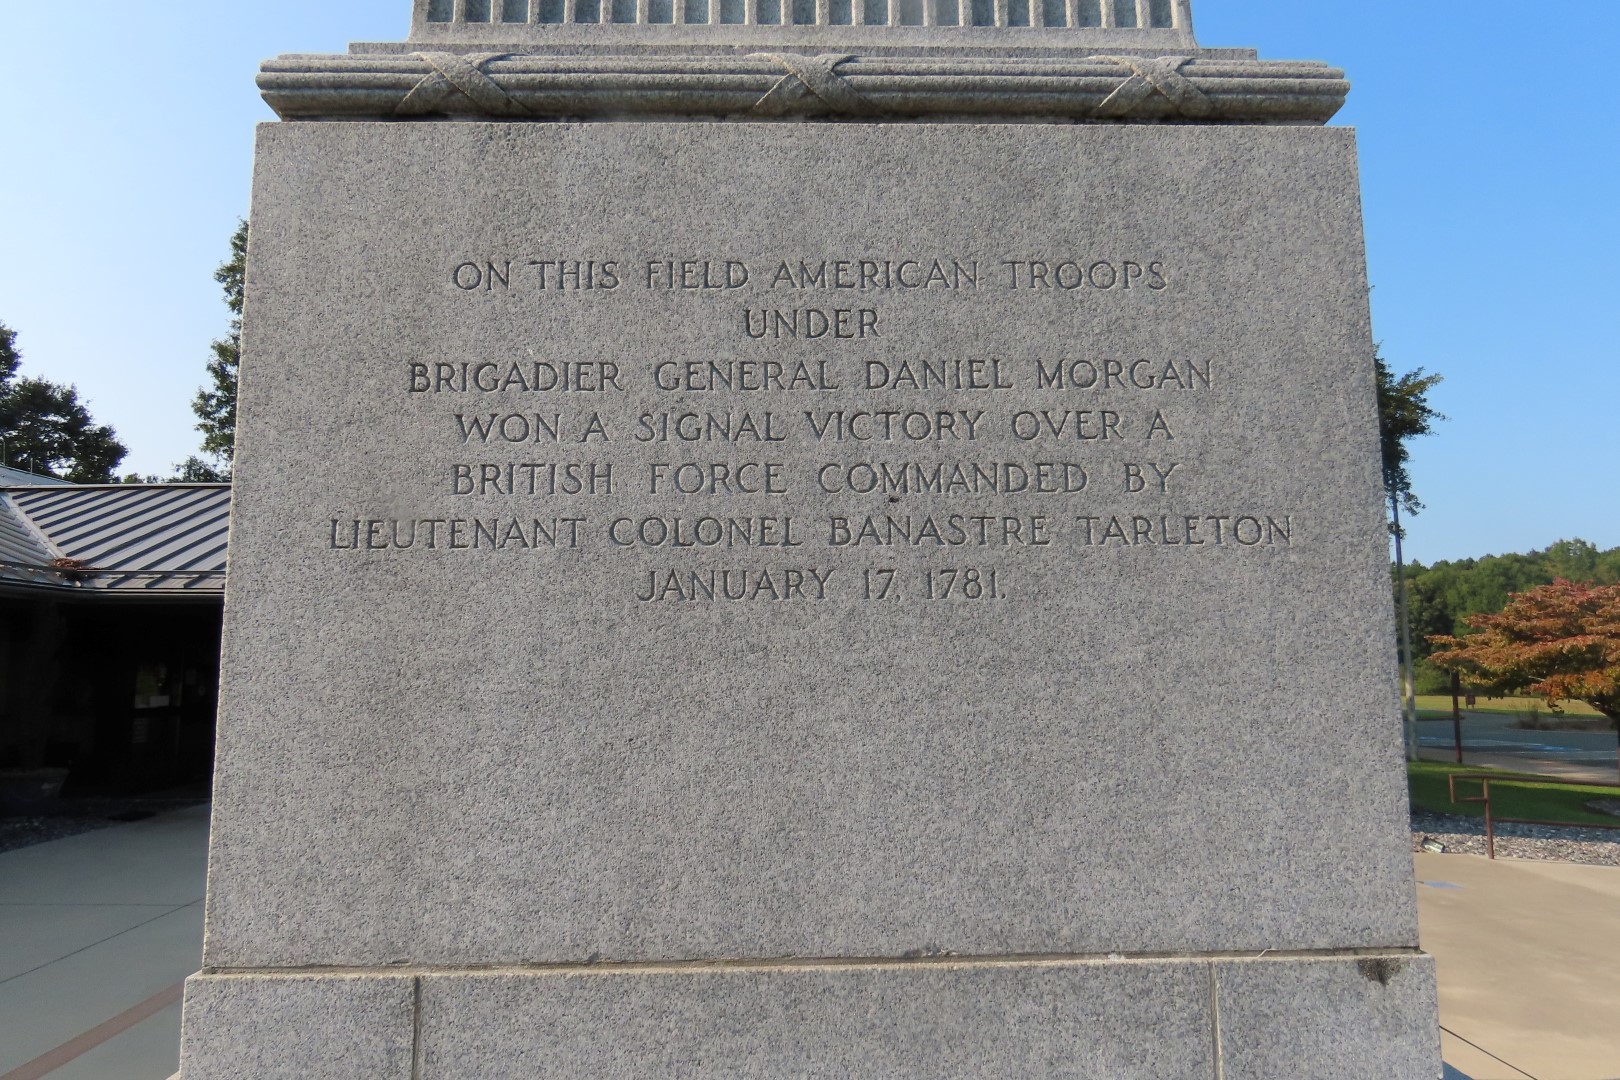 ON THIS FIELD AMERICAN TROOPS
UNDER
BRIGADIER GENERAL DANIEL MORGAN
WON A SIGNAL VICTORY OVER A
BRITISH FORCE COMMANDED BY
LIEUTENANT COLONEL BANASTRE TARLETON
JANUARY 17, 1781.